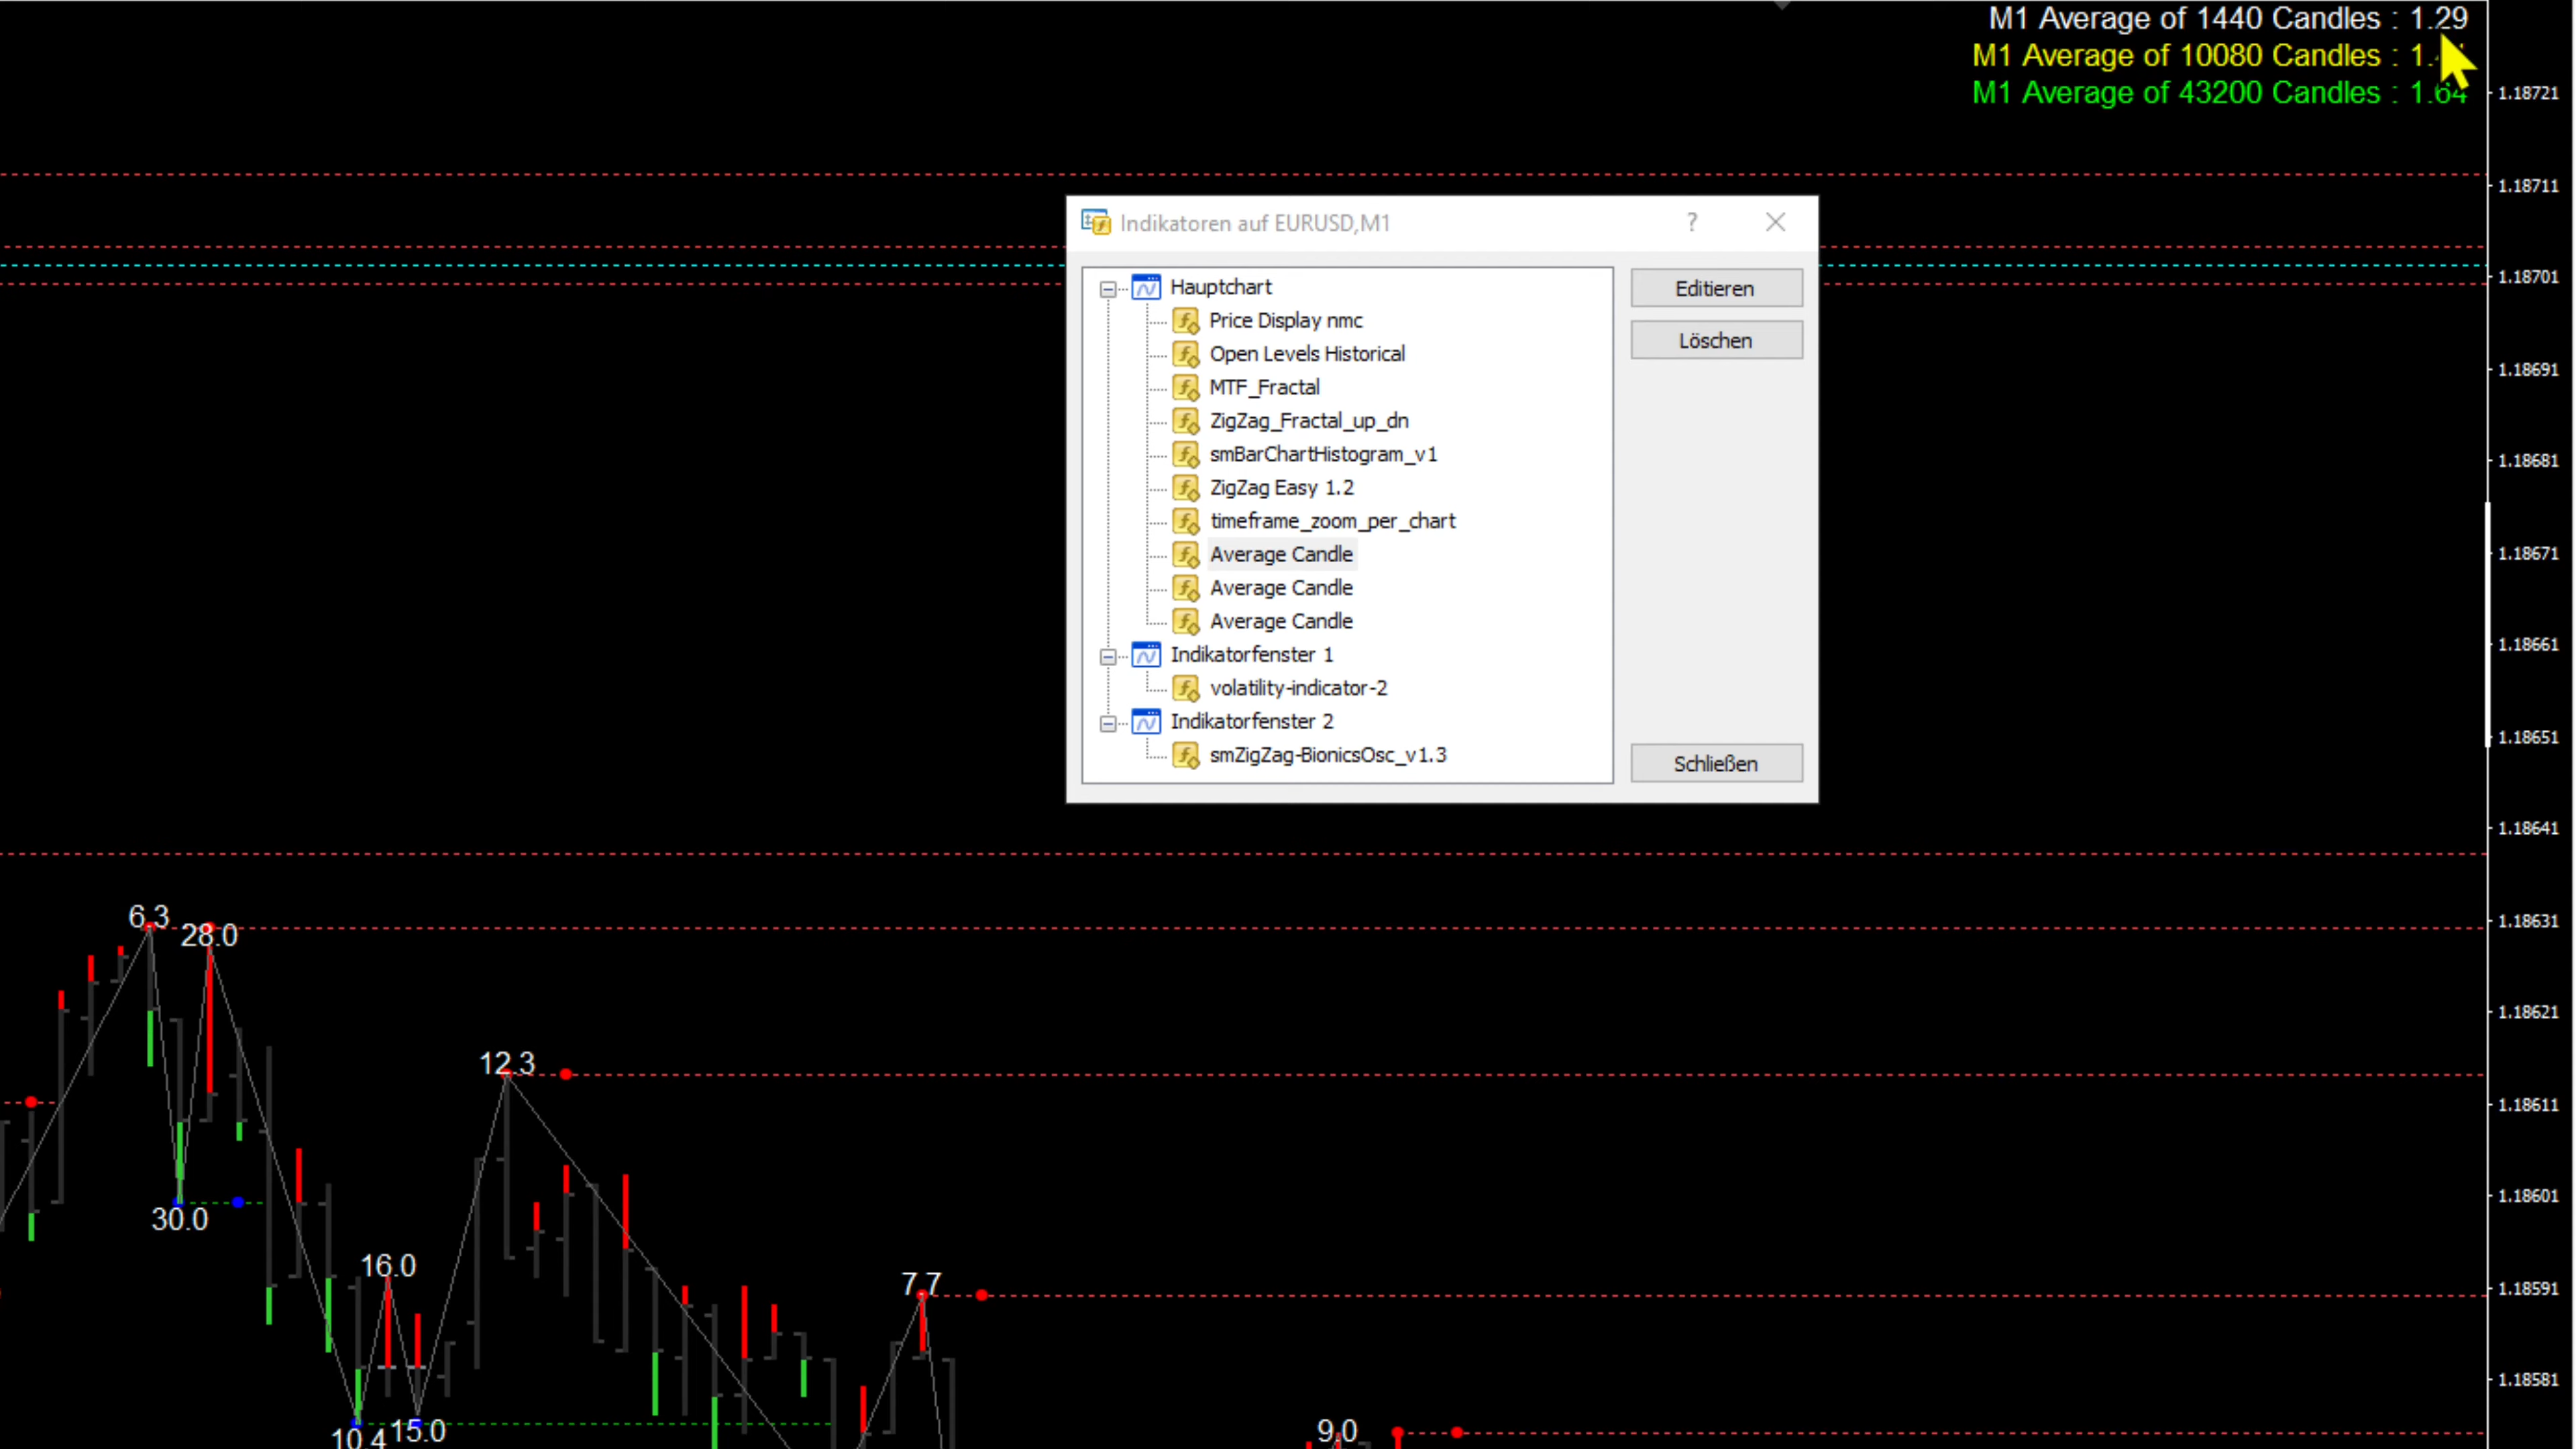 M1 Average of 1440 Candles : 1.29
M1 Average of 10080 Candles :
M1 Average of 43200 Candles : 1.64
1.18721
1.18711
1.18701
1.18691
1.18681
1.18671
1.18661
1.18651
1.18641
1.18631
1.18621
1.18611
1.18601
1.18591
1.18581
Indikatoren auf EURUSD,M1
?
Hauptchart
Price Display nmc
Open Levels Historical
MTF_Fractal
ZigZag_Fractal_up_dn
smBarChartHistogram_v1
ZigZag Easy 1.2
timeframe_zoom_per_chart
Average Candle
Average Candle
Average Candle
Indikatorfenster 1
volatility-indicator-2
Indikatorfenster 2
smZigZag-BionicsOsc_v1.3
Editieren
Löschen
Schließen
6.3
28.0
12.3
30.0
16.0
7.7
10.4
15.0
9.0